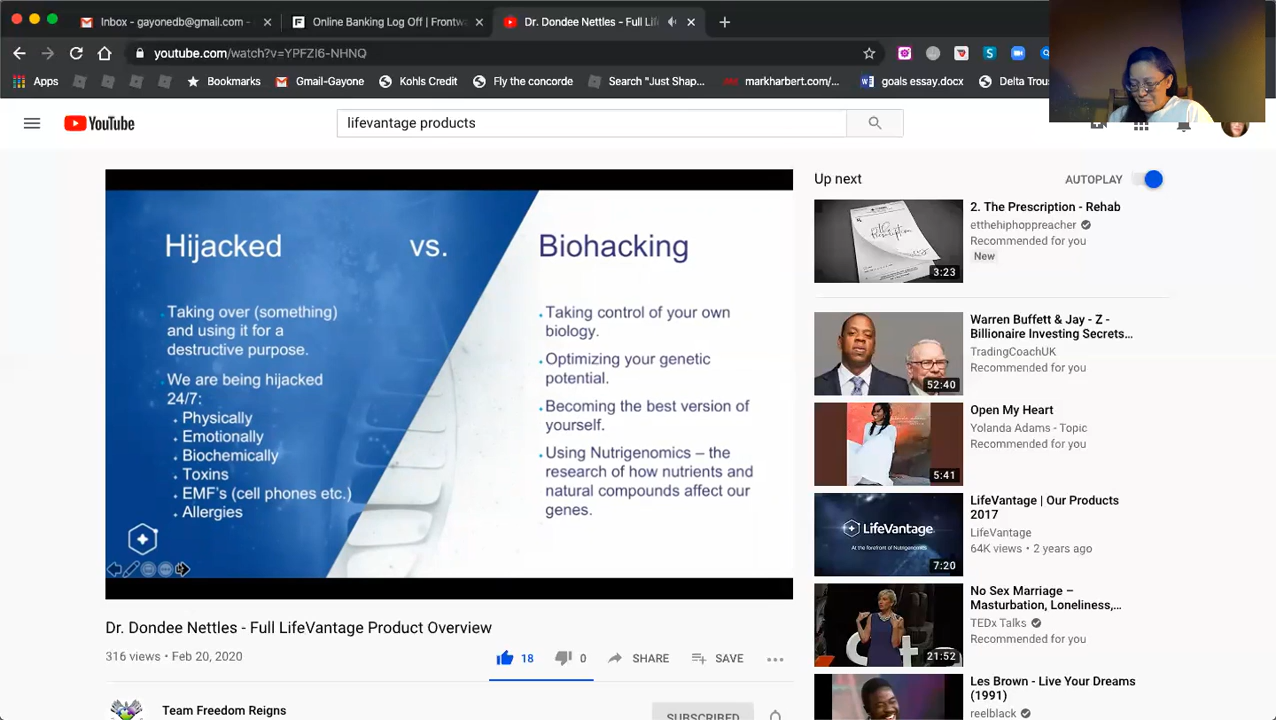 Inbox - gayonedb@gmail.com -
Online Banking Log Off | Frontw
Dr. Dondee Nettles - Full Lif
youtube.com/watch?v=YPFZI6-NHNQ
Apps
Bookmarks
Gmail-Gayone
Kohls Credit
Fly the concorde
Search "Just Shap...
markharbert.com/...
goals essay.docx
Delta Trous
YouTube
lifevantage products
Hijacked vs. Biohacking
Taking over (something)
and using it for a
destructive purpose.
We are being hijacked
24/7:
Physically
Emotionally
Biochemically
Toxins
EMF's (cell phones etc.)
Allergies
Taking control of your own
biology.
Optimizing your genetic
potential.
Becoming the best version of
yourself.
Using Nutrigenomics – the
research of how nutrients and
natural compounds affect our
genes.
Dr. Dondee Nettles - Full LifeVantage Product Overview
316 views • Feb 20, 2020
18
0
SHARE
SAVE
Team Freedom Reigns
SUBSCRIBED
Up next
AUTOPLAY
3:23
2. The Prescription - Rehab
etthehiphoppreacher
Recommended for you
New
52:40
Warren Buffett & Jay - Z -
Billionaire Investing Secrets...
TradingCoachUK
Recommended for you
5:41
Open My Heart
Yolanda Adams - Topic
Recommended for you
LifeVantage
At the forefront of Nutrigenomics
7:20
LifeVantage | Our Products
2017
LifeVantage
64K views • 2 years ago
21:52
No Sex Marriage –
Masturbation, Loneliness,...
TEDx Talks
Recommended for you
Les Brown - Live Your Dreams
(1991)
reelblack